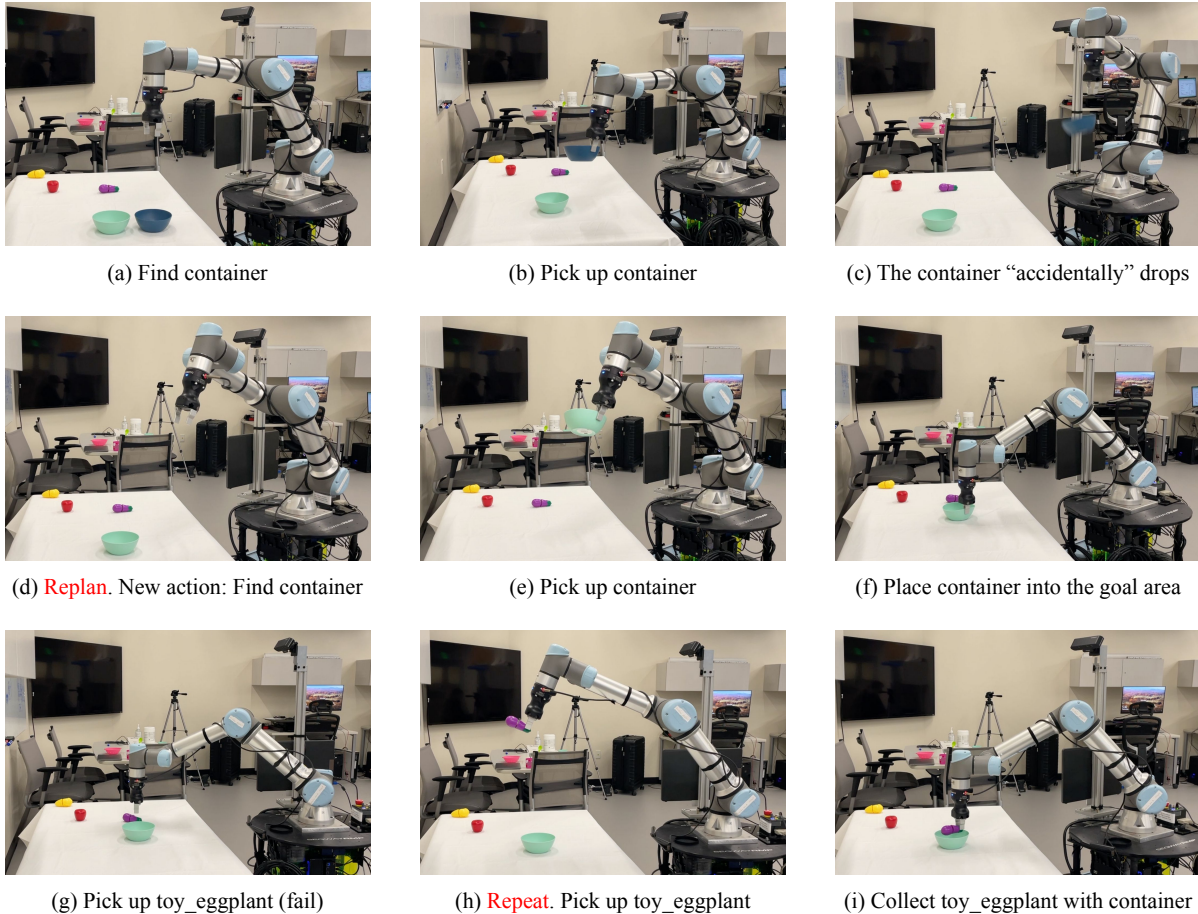 (a) Find container
(b) Pick up container
(c) The container “accidentally” drops
(d) Replan. New action: Find container
(e) Pick up container
(f) Place container into the goal area
(g) Pick up toy_eggplant (fail)
(h) Repeat. Pick up toy_eggplant
(i) Collect toy_eggplant with container